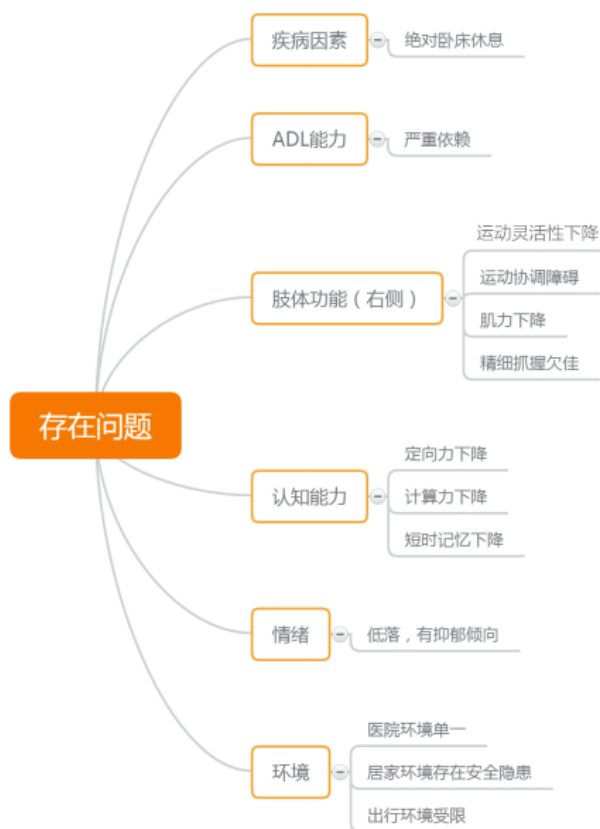 存在问题
疾病因素
绝对卧床休息
ADL能力
严重依赖
肢体功能（右侧）
运动灵活性下降
运动协调障碍
肌力下降
精细抓握欠佳
认知能力
定向力下降
计算力下降
短时记忆下降
情绪
低落，有抑郁倾向
环境
医院环境单一
居家环境存在安全隐患
出行环境受限